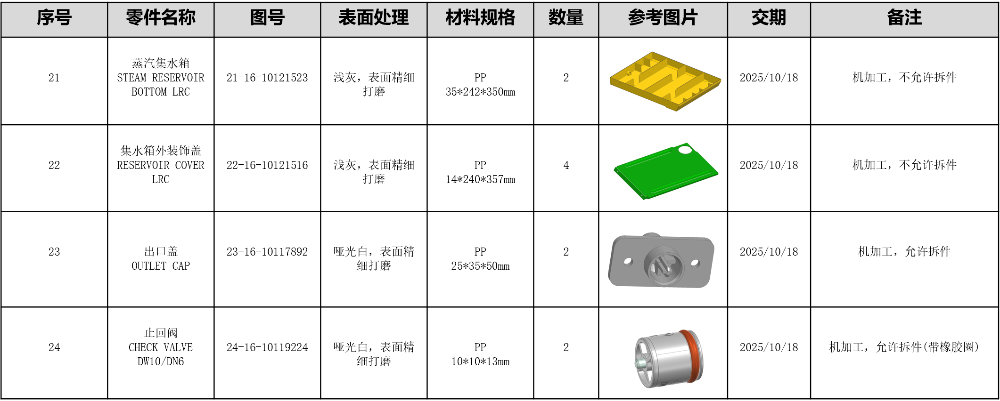 序号 零件名称 图号 表面处理 材料规格 数量 参考图片 交期 备注
21
蒸汽集水箱
STEAM RESERVOIR
BOTTOM LRC
21-16-10121523
浅灰，表面精细
打磨
PP
35*242*350mm
2
2025/10/18
机加工，不允许拆件
22
集水箱外装饰盖
RESERVOIR COVER
LRC
22-16-10121516
浅灰，表面精细
打磨
PP
14*240*357mm
4
2025/10/18
机加工，不允许拆件
23
出口盖
OUTLET CAP
23-16-10117892
哑光白，表面精
细打磨
PP
25*35*50mm
2
2025/10/18
机加工，允许拆件
24
止回阀
CHECK VALVE
DW10/DN6
24-16-10119224
哑光白，表面精
细打磨
PP
10*10*13mm
2
2025/10/18
机加工，允许拆件(带橡胶圈)